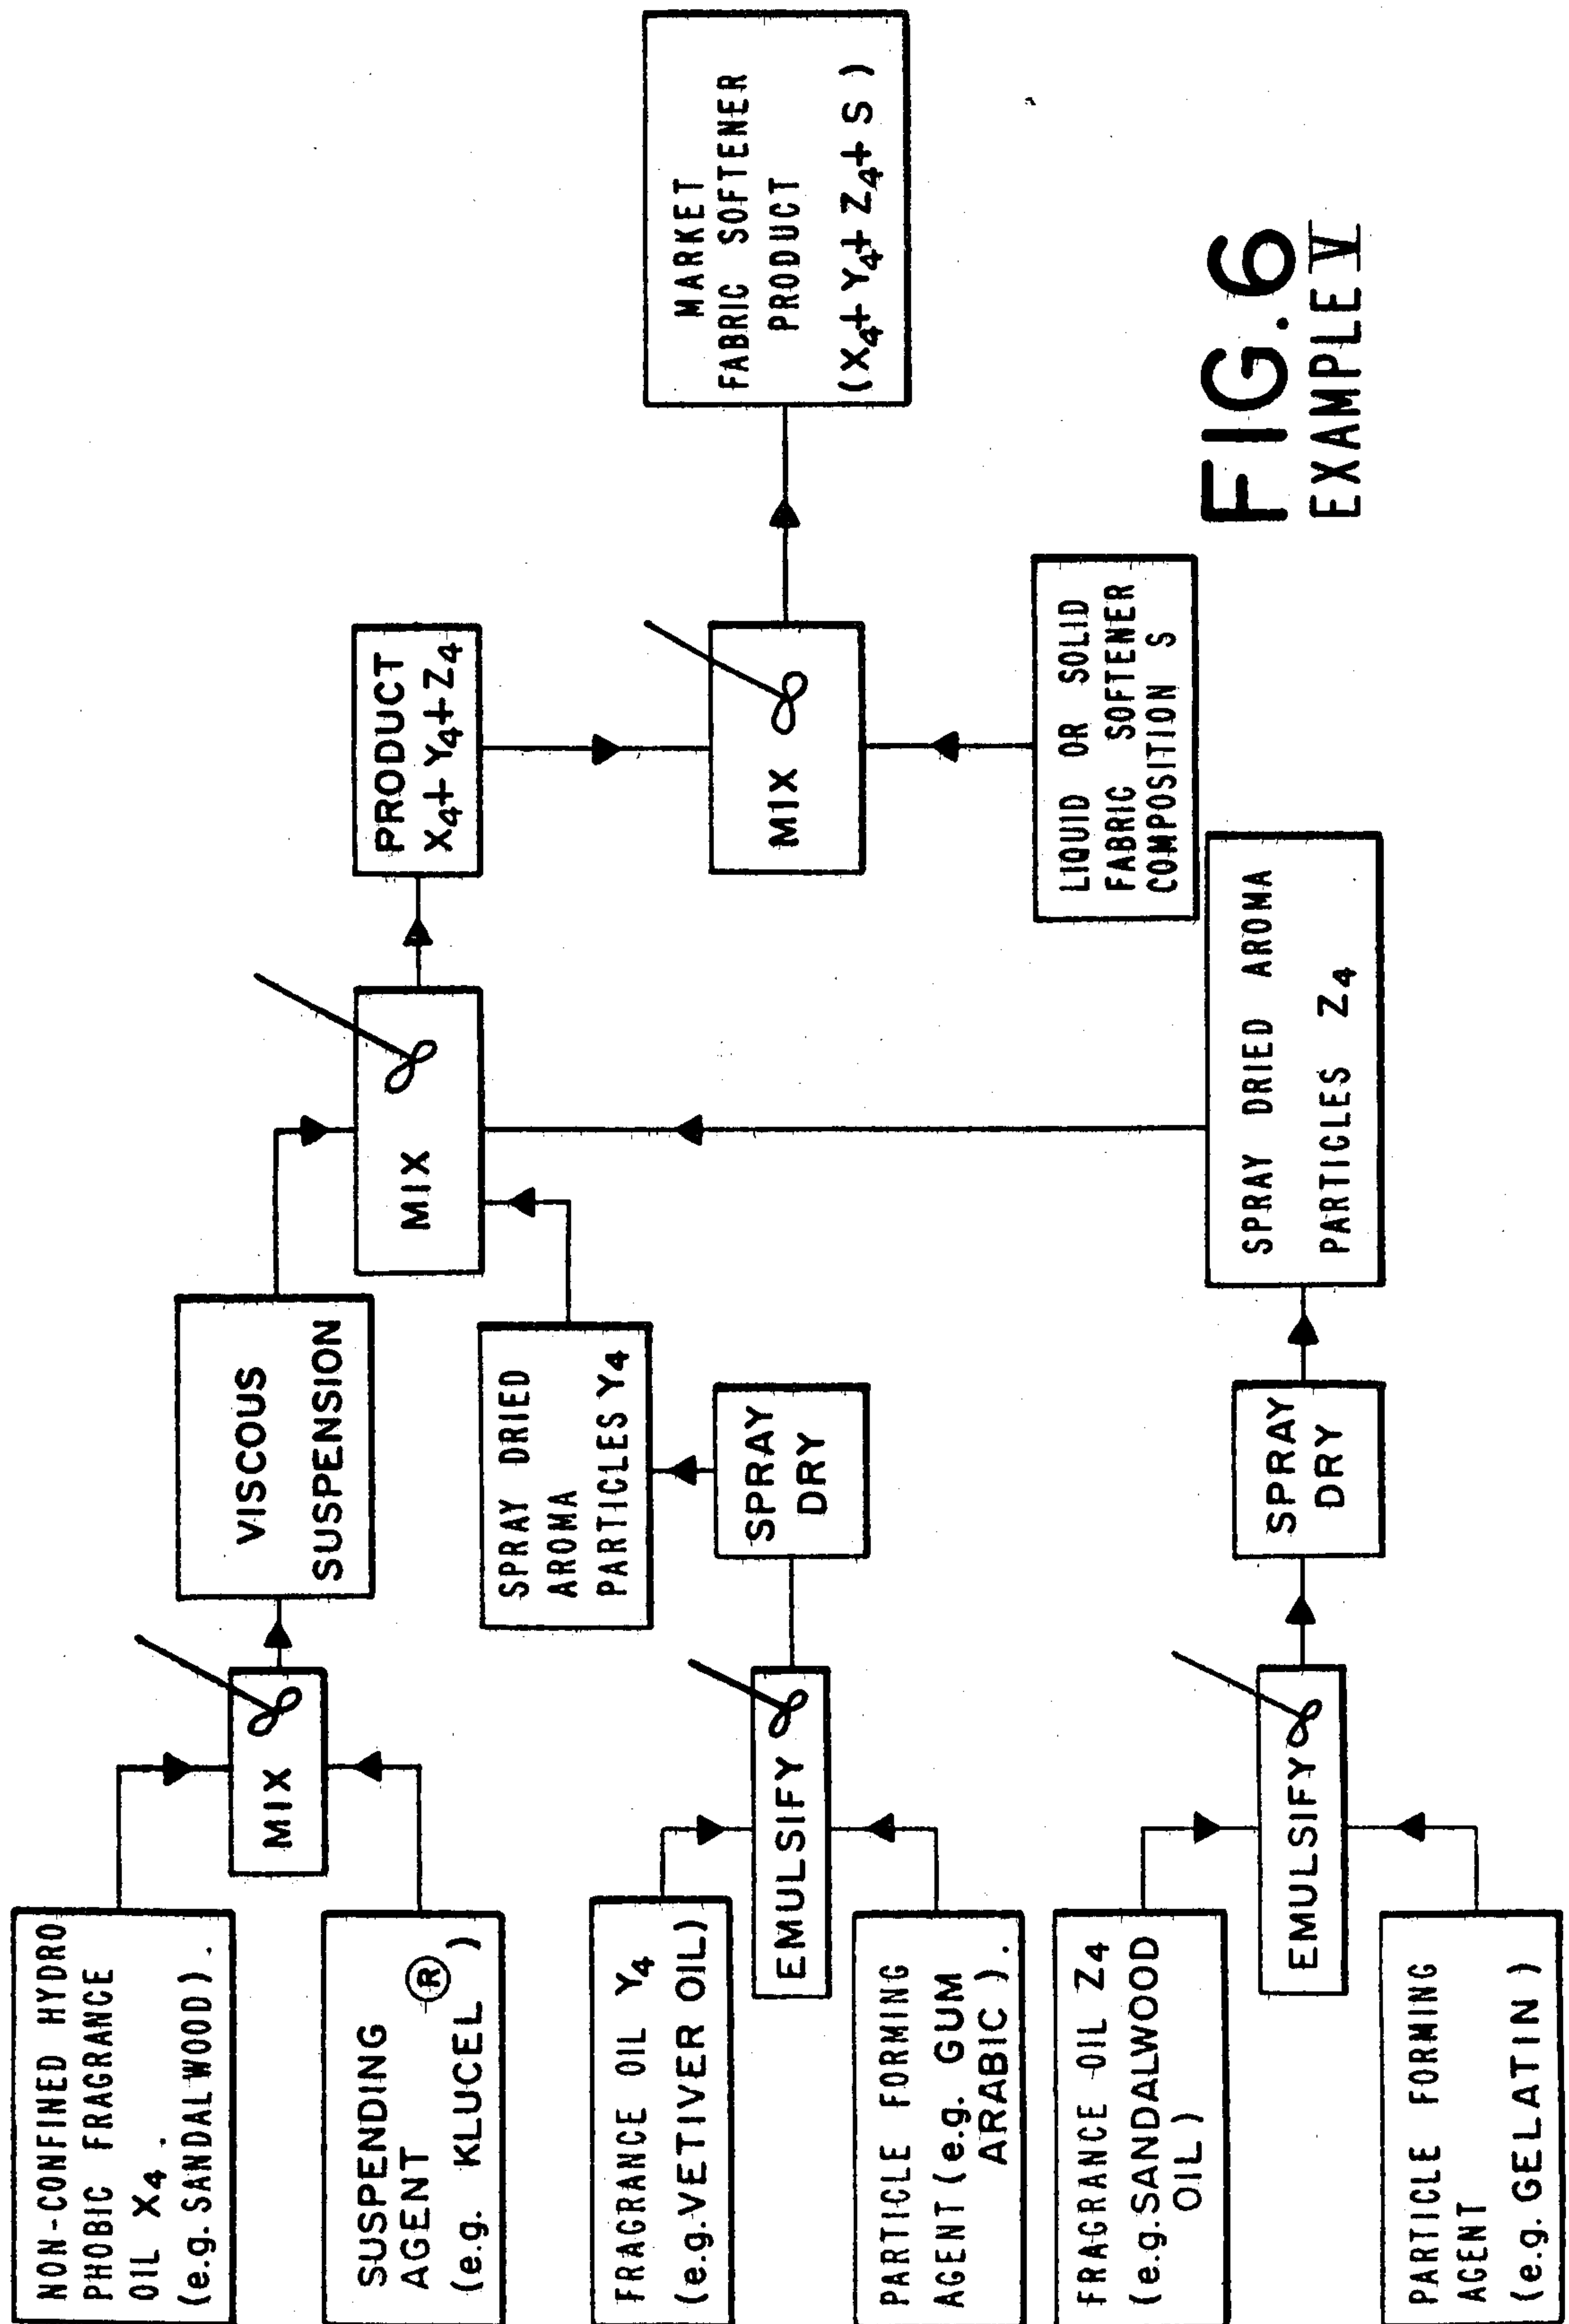 NON-CONFINED HYDRO
PHOBIC FRAGRANCE
OIL X4.
(e.g. SANDALWOOD).
SUSPENDING
AGENT ®
(e.g. KLUCEL )
MIX
VISCOUS
SUSPENSION
FRAGRANCE OIL Y4
(e.g. VETIVER OIL)
PARTICLE FORMING
AGENT (e.g. GUM
ARABIC ).
EMULSIFY
SPRAY
DRY
SPRAY DRIED
AROMA
PARTICLES Y4
FRAGRANCE OIL Z4
(e.g. SANDALWOOD
OIL)
PARTICLE FORMING
AGENT
(e.g. GELATIN )
EMULSIFY
SPRAY
DRY
SPRAY DRIED AROMA
PARTICLES Z4
MIX
PRODUCT
X4+Y4+Z4
MIX
LIQUID OR SOLID
FABRIC SOFTENER
COMPOSITION S
MARKET
FABRIC SOFTENER
PRODUCT
(X4+Y4+Z4+S )
FIG.6
EXAMPLE V